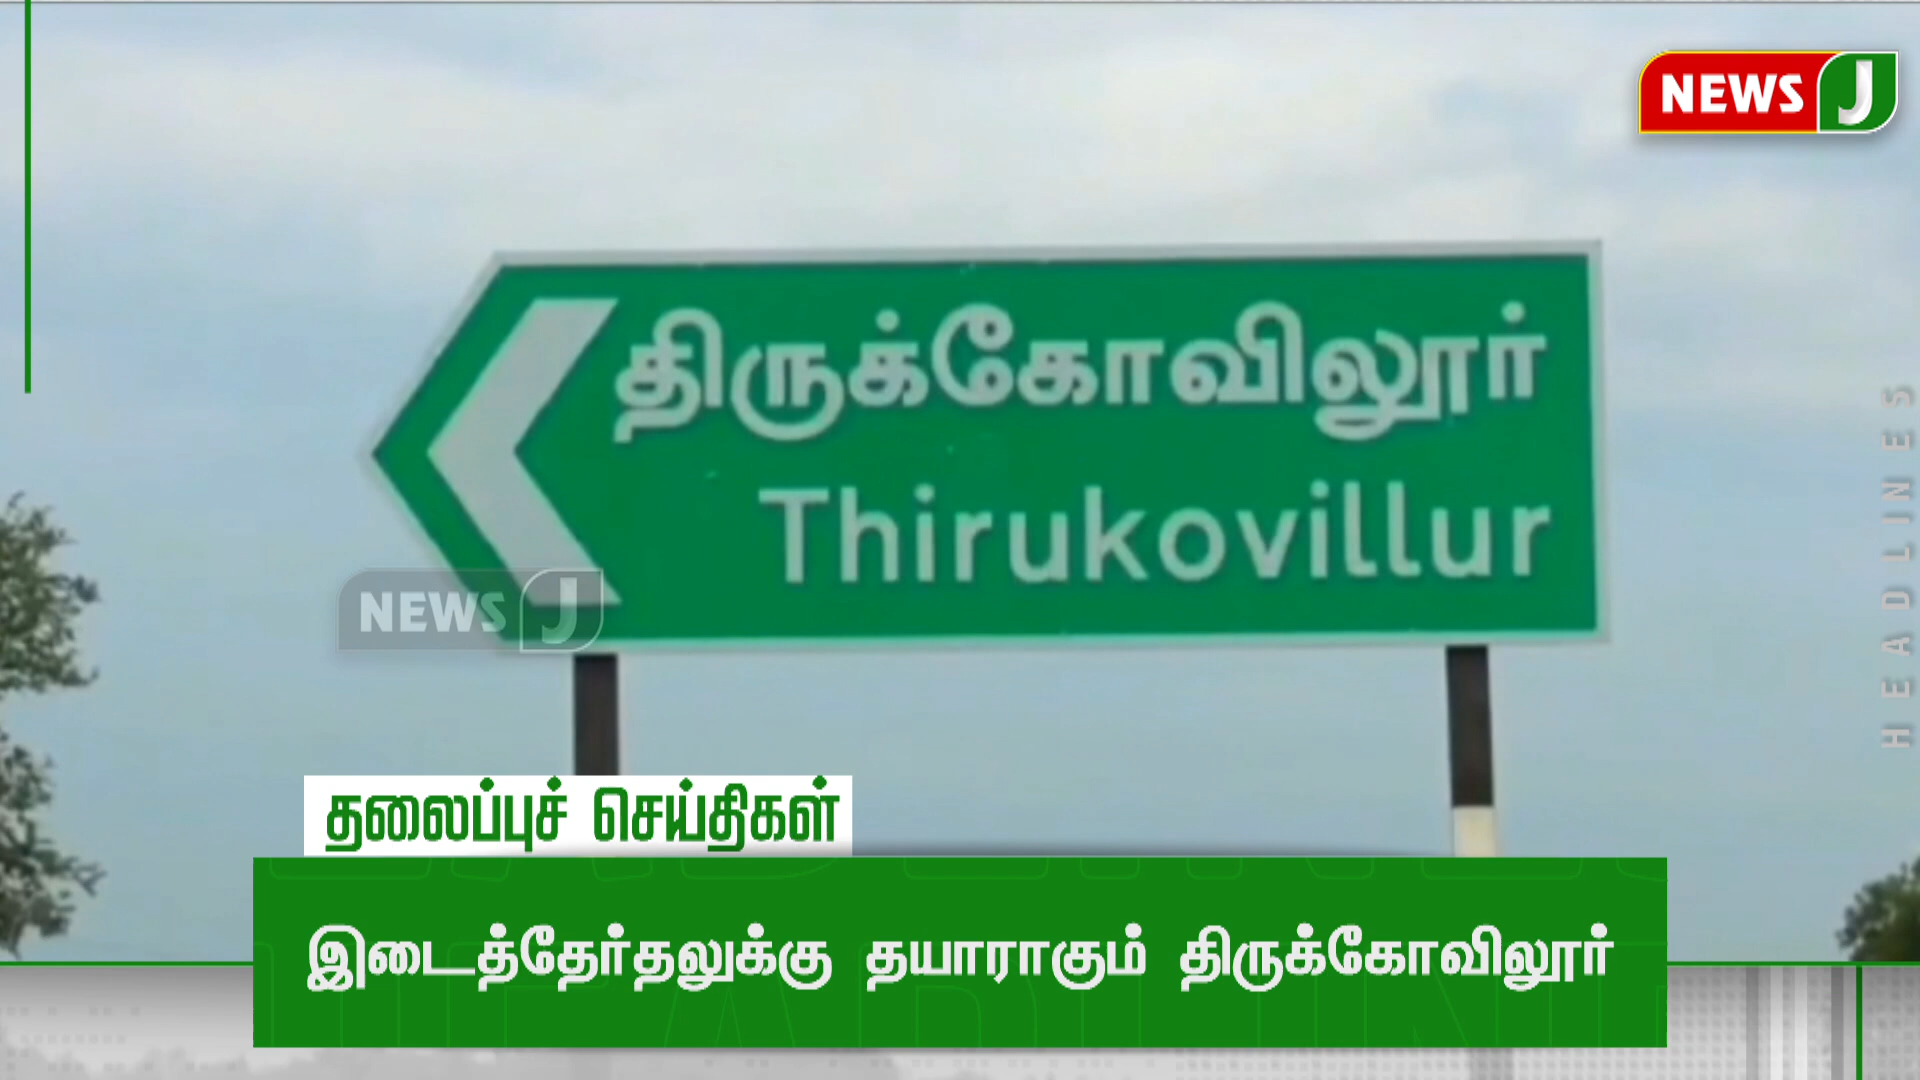 NEWS J
திருக்கோவிலூர்
Thirukovillur
NEWS J
HEADLINES
தலைப்புச் செய்திகள்
இடைத்தேர்தலுக்கு தயாராகும் திருக்கோவிலூர்